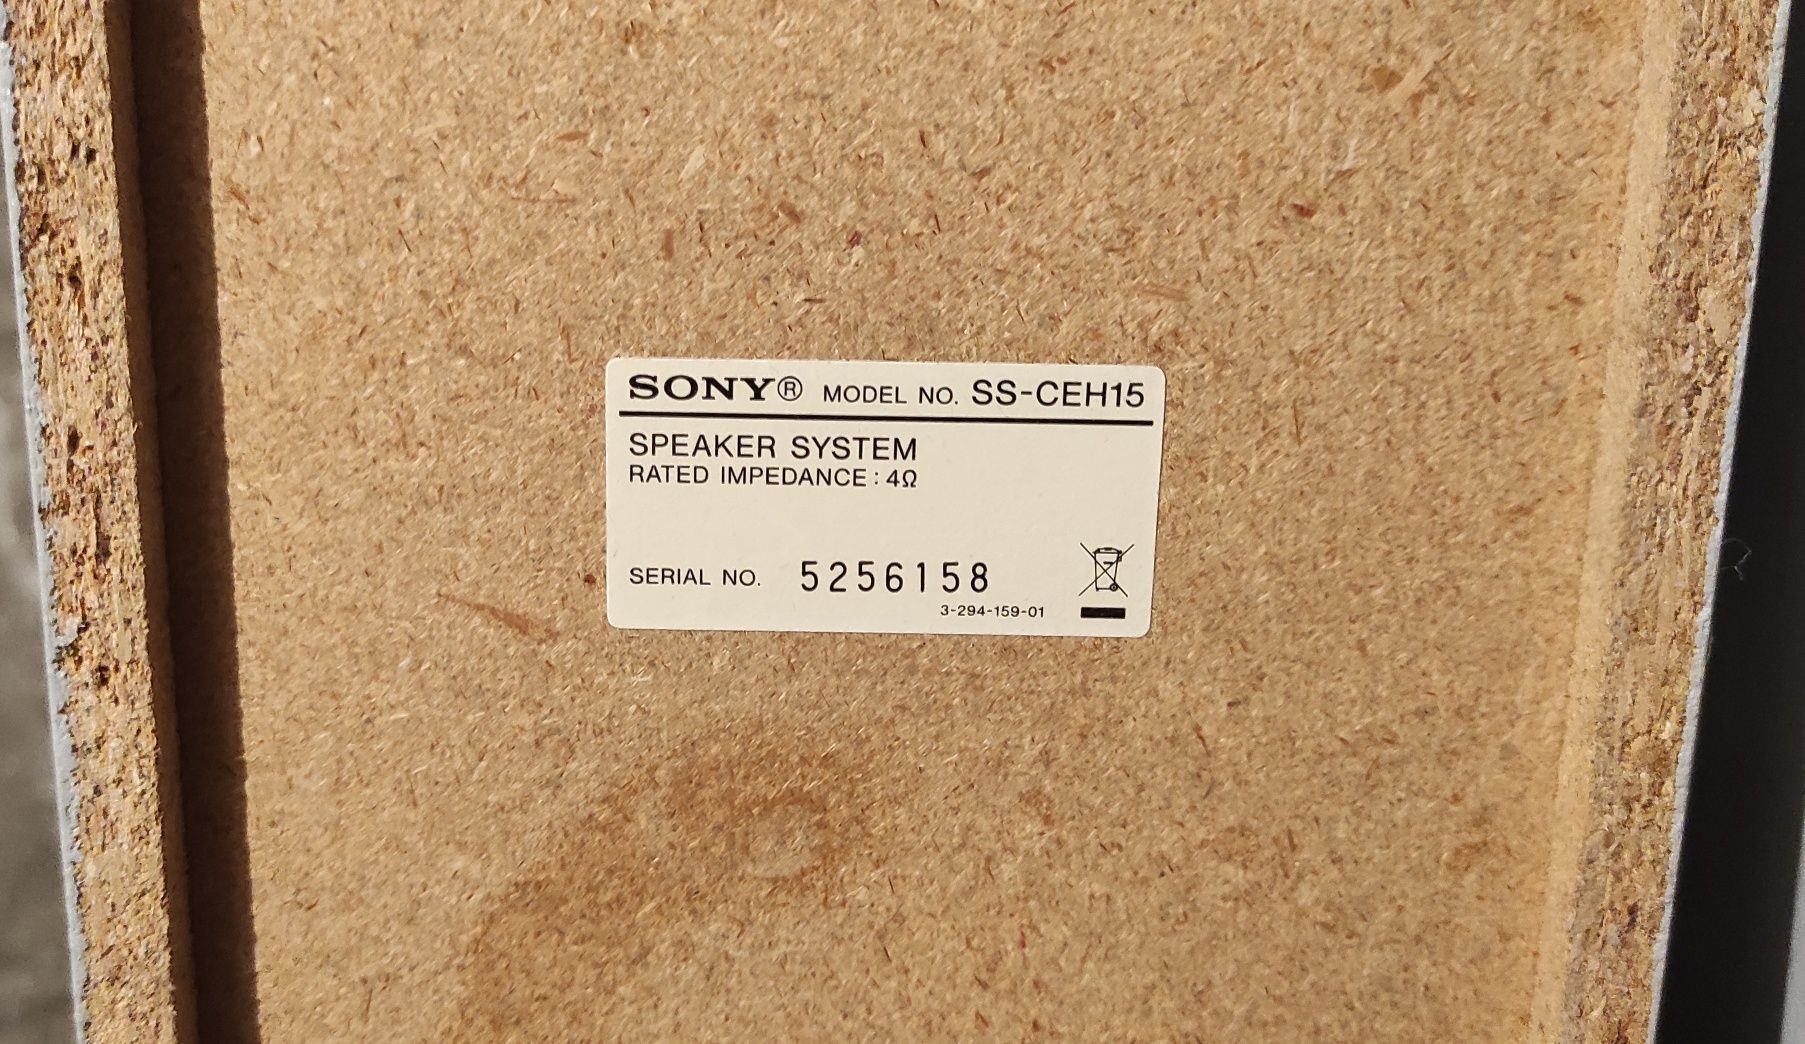 SONY® MODEL NO. SS-CEH15
SPEAKER SYSTEM
RATED IMPEDANCE : 4Ω
SERIAL NO. 5256158
3-294-159-01